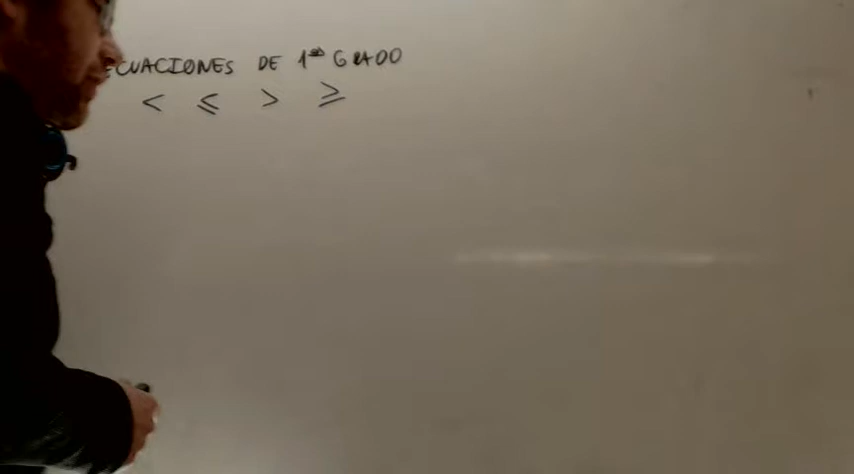 ECUACIONES DE 1er GRADO
< ≤ > ≥